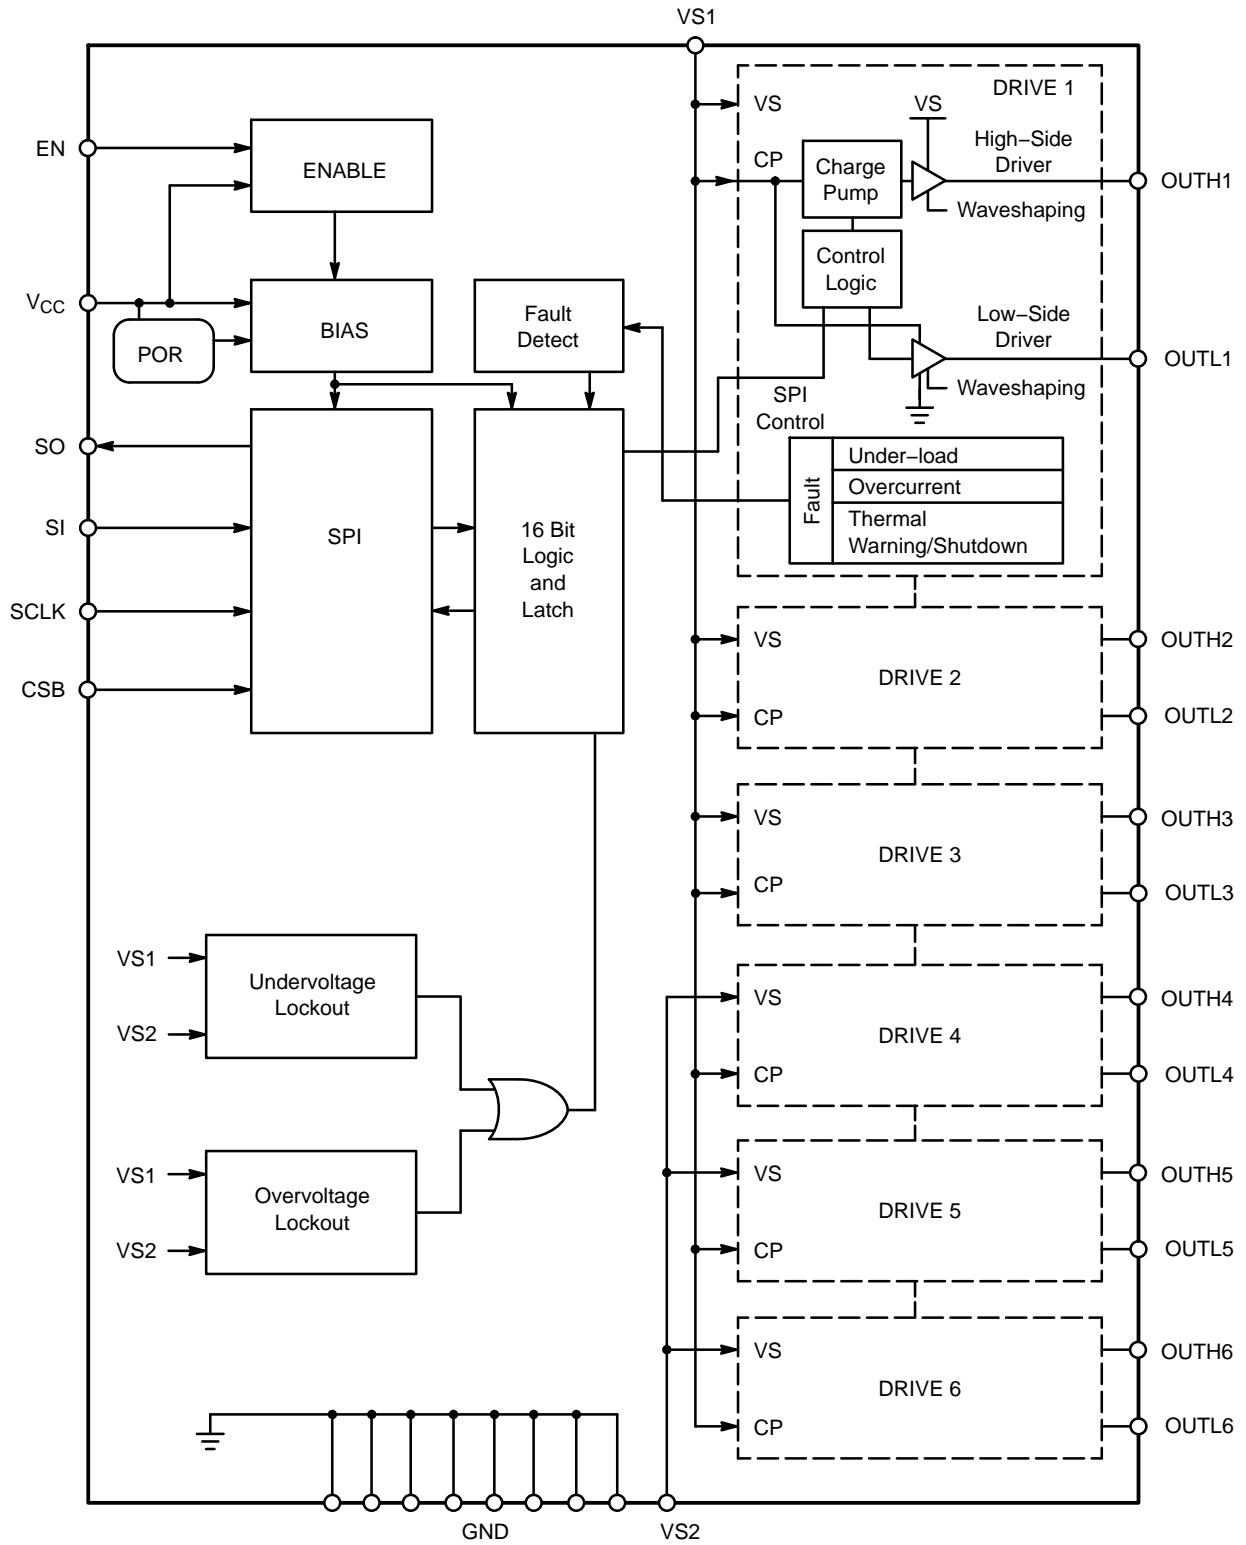 VS1
DRIVE 1
VS
VS
EN
ENABLE
CP
Charge
Pump
High–Side
Driver
OUTH1
Waveshaping
Control
Logic
VCC
POR
BIAS
Fault
Detect
Low–Side
Driver
OUTL1
Waveshaping
SPI
Control
SO
SI
SCLK
CSB
SPI
16 Bit
Logic
and
Latch
Fault
Under–load
Overcurrent
Thermal
Warning/Shutdown
VS
DRIVE 2
CP
OUTH2
OUTL2
VS
DRIVE 3
CP
OUTH3
OUTL3
VS1
VS2
Undervoltage
Lockout
VS
DRIVE 4
CP
OUTH4
OUTL4
VS1
VS2
Overvoltage
Lockout
VS
DRIVE 5
CP
OUTH5
OUTL5
VS
DRIVE 6
CP
OUTH6
OUTL6
GND
VS2